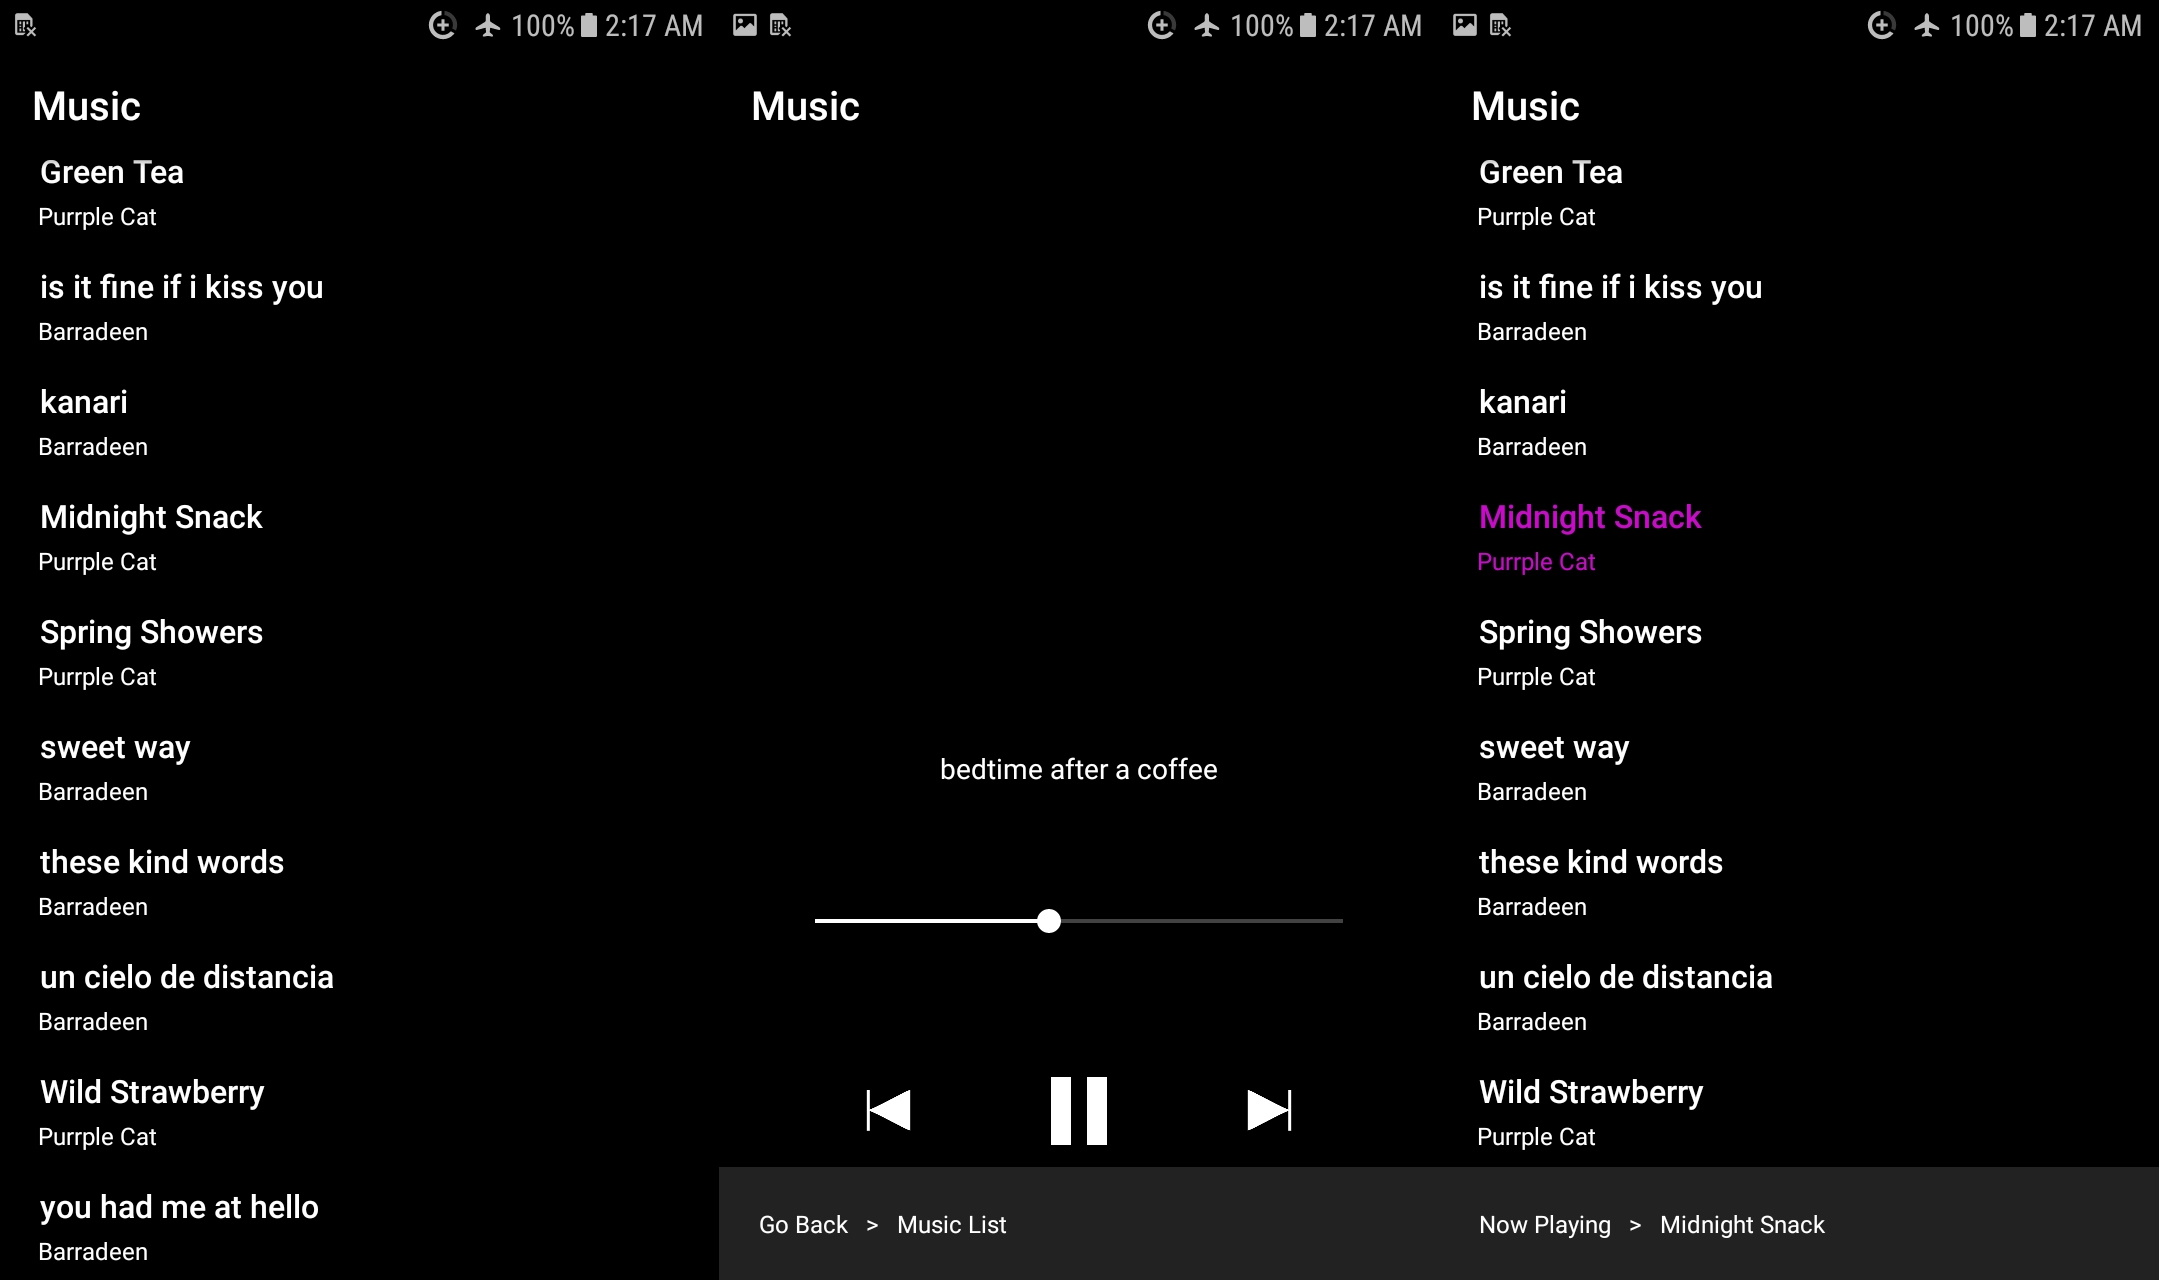 100% 2:17 AM
Music
Green Tea
Purrple Cat
is it fine if i kiss you
Barradeen
kanari
Barradeen
Midnight Snack
Purrple Cat
Spring Showers
Purrple Cat
sweet way
Barradeen
these kind words
Barradeen
un cielo de distancia
Barradeen
Wild Strawberry
Purrple Cat
you had me at hello
Barradeen
100% 2:17 AM
Music
bedtime after a coffee
Go Back > Music List
100% 2:17 AM
Music
Green Tea
Purrple Cat
is it fine if i kiss you
Barradeen
kanari
Barradeen
Midnight Snack
Purrple Cat
Spring Showers
Purrple Cat
sweet way
Barradeen
these kind words
Barradeen
un cielo de distancia
Barradeen
Wild Strawberry
Purrple Cat
Now Playing > Midnight Snack